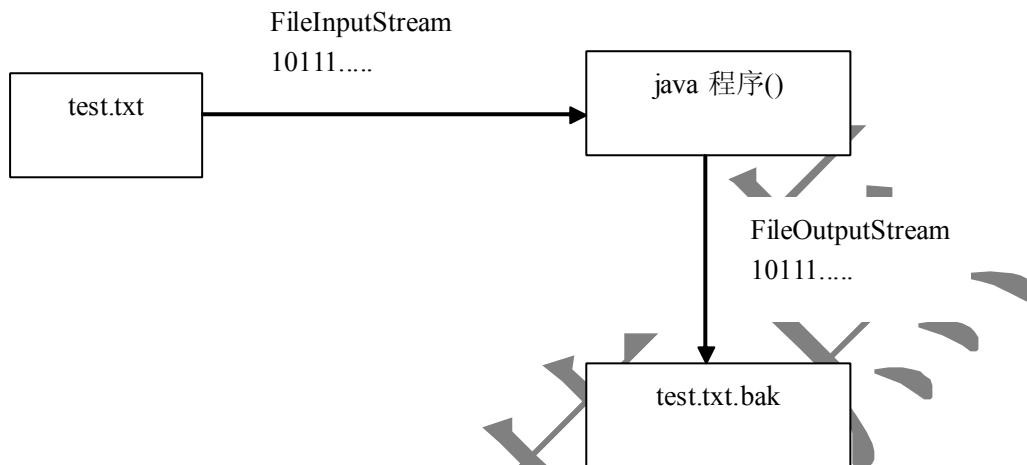 FileInputStream
10111.....
test.txt
java 程序()
FileOutputStream
10111.....
test.txt.bak